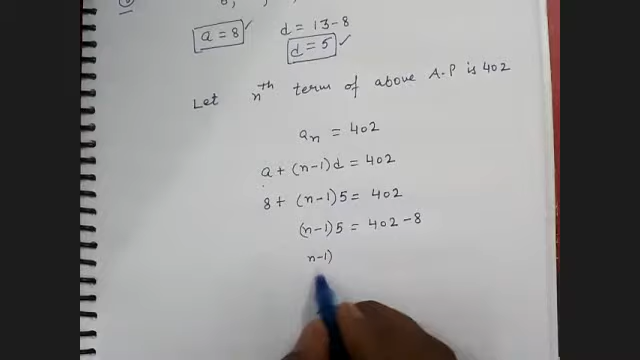 a = 8 ✓ d = 13 - 8
d = 5 ✓
Let nth term of above A.P is 402
an = 402
a + (n-1)d = 402
8 + (n-1)5 = 402
(n-1)5 = 402 - 8
n-1)